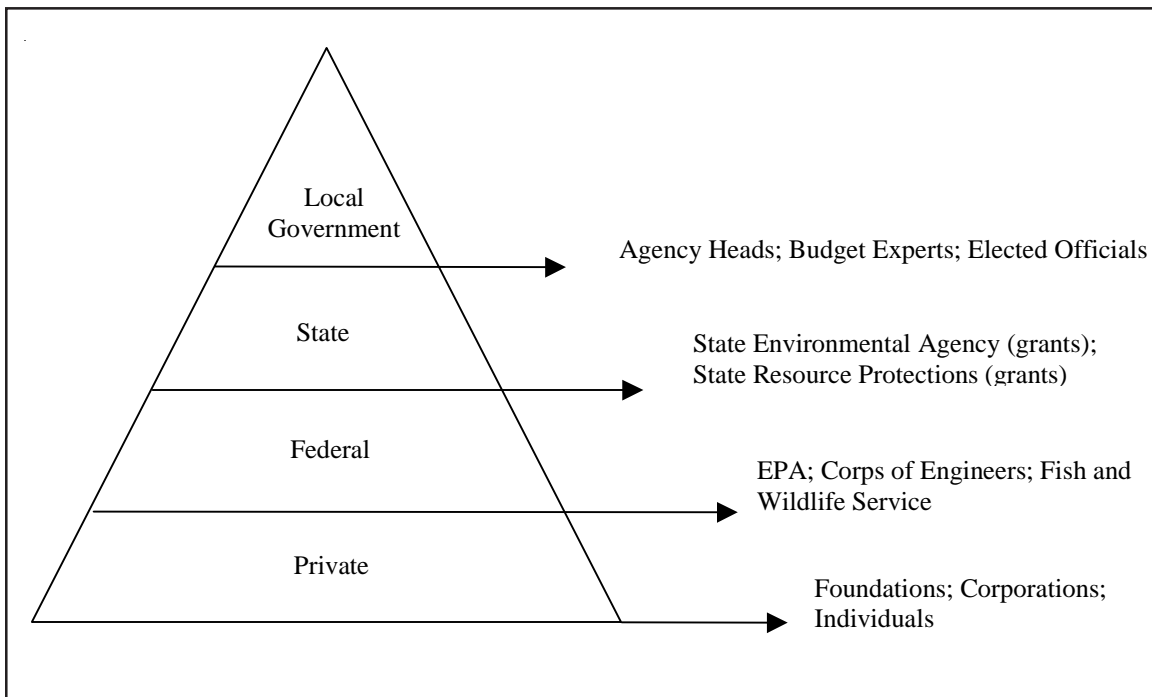 Local
Government
Agency Heads; Budget Experts; Elected Officials
State
State Environmental Agency (grants);
State Resource Protections (grants)
Federal
EPA; Corps of Engineers; Fish and
Wildlife Service
Private
Foundations; Corporations;
Individuals